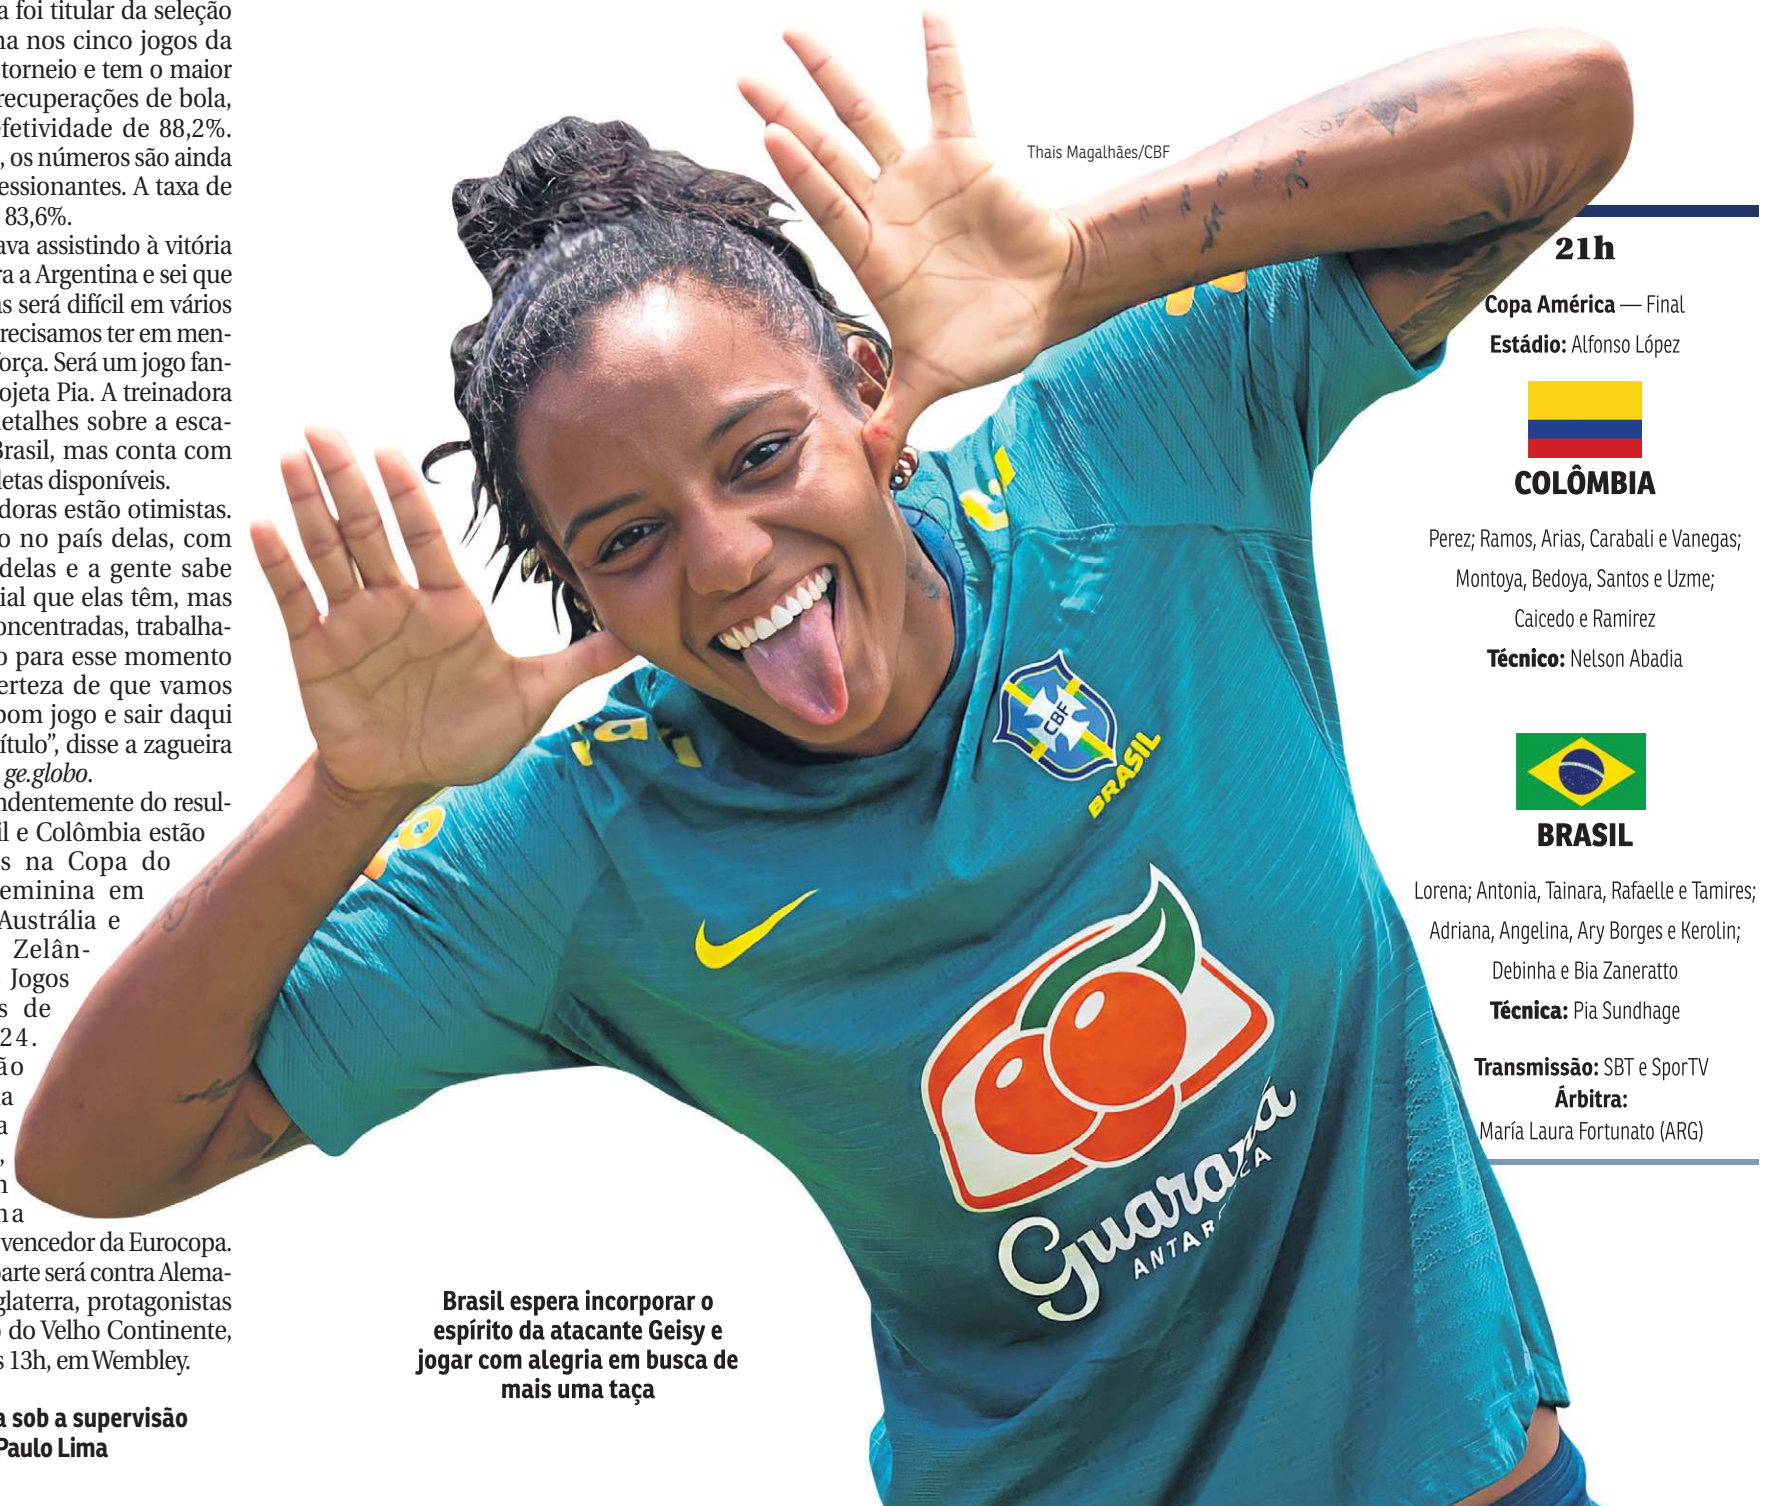 a foi titular da seleção
na nos cinco jogos da
torneio e tem o maior
recuperações de bola,
efetividade de 88,2%.
, os números são ainda
essionantes. A taxa de
83,6%.
ava assistindo à vitória
ra a Argentina e sei que
as será difícil em vários
precisamos ter em men-
força. Será um jogo fan-
ojeta Pia. A treinadora
detalhes sobre a esca-
Brasil, mas conta com
letas disponíveis.
doras estão otimistas.
o no país delas, com
delas e a gente sabe
cial que elas têm, mas
oncentradas, trabalha-
o para esse momento
erteza de que vamos
bom jogo e sair daqui
ítulo”, disse a zagueira
ge.globo.
ndentemente do resul-
il e Colômbia estão
s na Copa do
eminina em
Austrália e
Zelân-
Jogos
s de
24.
ão
a
a
,
n
na
vencedor da Eurocopa.
parte será contra Alema-
glaterra, protagonistas
o do Velho Continente,
s 13h, em Wembley.
a sob a supervisão
Paulo Lima
Thais Magalhães/CBF
CBF
BRASIL
Guaraná
ANTARCTICA
Brasil espera incorporar o
espírito da atacante Geisy e
jogar com alegria em busca de
mais uma taça
21h
Copa América — Final
Estádio: Alfonso López
COLÔMBIA
Perez; Ramos, Arias, Carabali e Vanegas;
Montoya, Bedoya, Santos e Uzme;
Caicedo e Ramirez
Técnico: Nelson Abadia
BRASIL
Lorena; Antonia, Tainara, Rafaelle e Tamires;
Adriana, Angelina, Ary Borges e Kerolin;
Debinha e Bia Zaneratto
Técnica: Pia Sundhage
Transmissão: SBT e SporTV
Árbitra:
María Laura Fortunato (ARG)